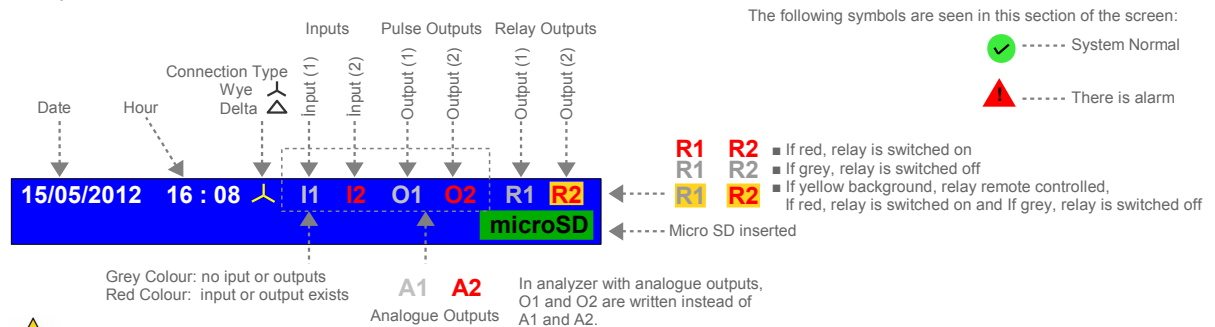 The following symbols are seen in this section of the screen:
System Normal
There is alarm
Inputs Pulse Outputs Relay Outputs
İnput (1)
İnput (2)
Output (1)
Output (2)
Output (1)
Output (2)
Connection Type
Wye
Delta
Date
Hour
R1 R2 ■ If red, relay is switched on
R1 R2 ■ If grey, relay is switched off
R1 R2 ■ If yellow background, relay remote controlled,
If red, relay is switched on and If grey, relay is switched off
15/05/2012 16 : 08 I1 I2 O1 O2 R1 R2
microSD
Micro SD inserted
Grey Colour: no iput or outputs
Red Colour: input or output exists
A1 A2
Analogue Outputs
In analyzer with analogue outputs,
O1 and O2 are written instead of
A1 and A2.